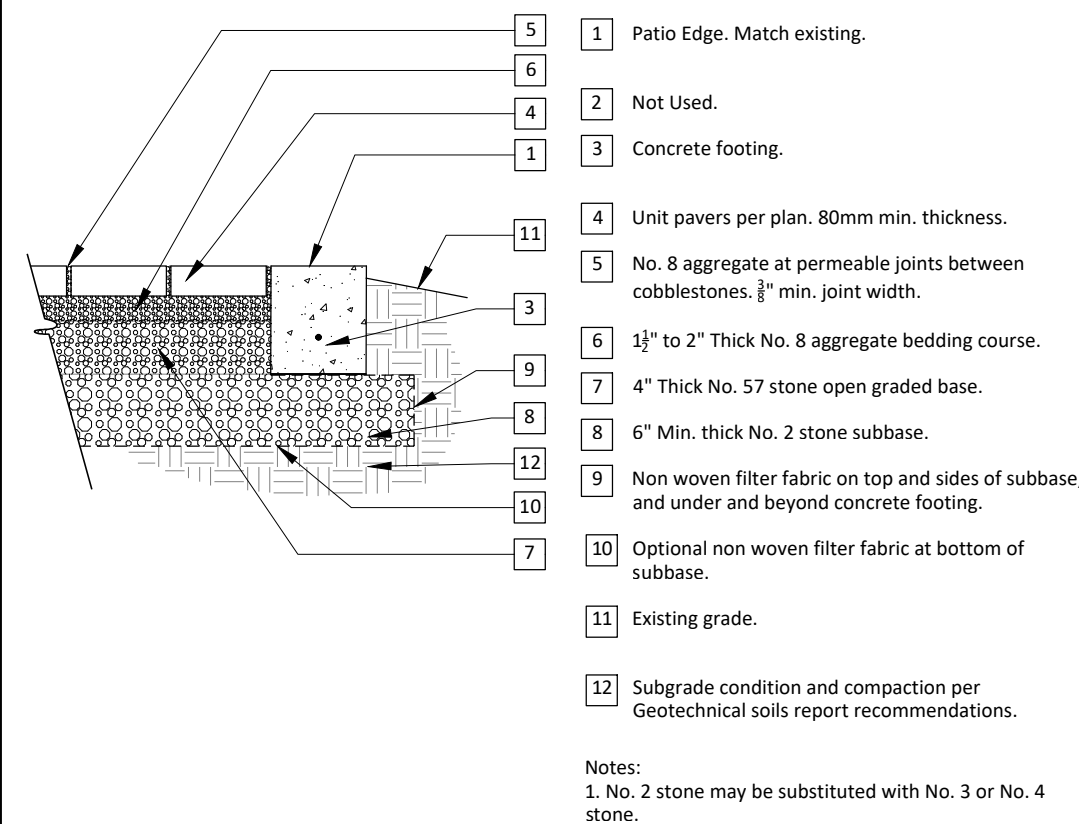 5
6
4
1
11
3
9
8
12
10
7
1 Patio Edge. Match existing.
2 Not Used.
3 Concrete footing.
4 Unit pavers per plan. 80mm min. thickness.
5 No. 8 aggregate at permeable joints between
cobblestones. 3/8" min. joint width.
6 1 1/2" to 2" Thick No. 8 aggregate bedding course.
7 4" Thick No. 57 stone open graded base.
8 6" Min. thick No. 2 stone subbase.
9 Non woven filter fabric on top and sides of subbase,
and under and beyond concrete footing.
10 Optional non woven filter fabric at bottom of
subbase.
11 Existing grade.
12 Subgrade condition and compaction per
Geotechnical soils report recommendations.
Notes:
1. No. 2 stone may be substituted with No. 3 or No. 4
stone.